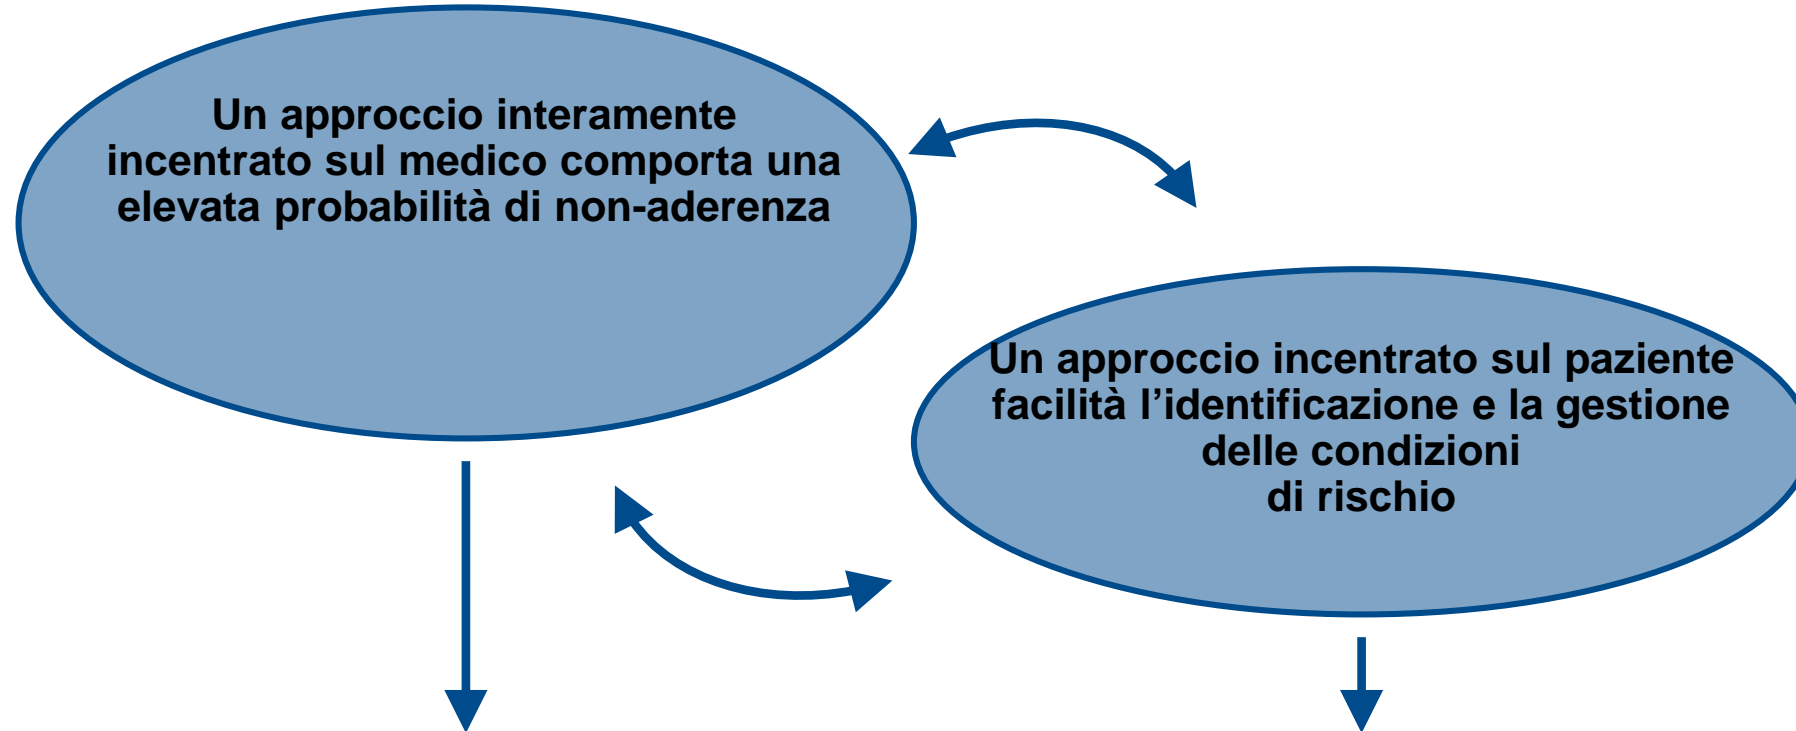 Un approccio interamente
incentrato sul medico comporta una
elevata probabilità di non-aderenza
Un approccio incentrato sul paziente
facilità l’identificazione e la gestione
delle condizioni
di rischio